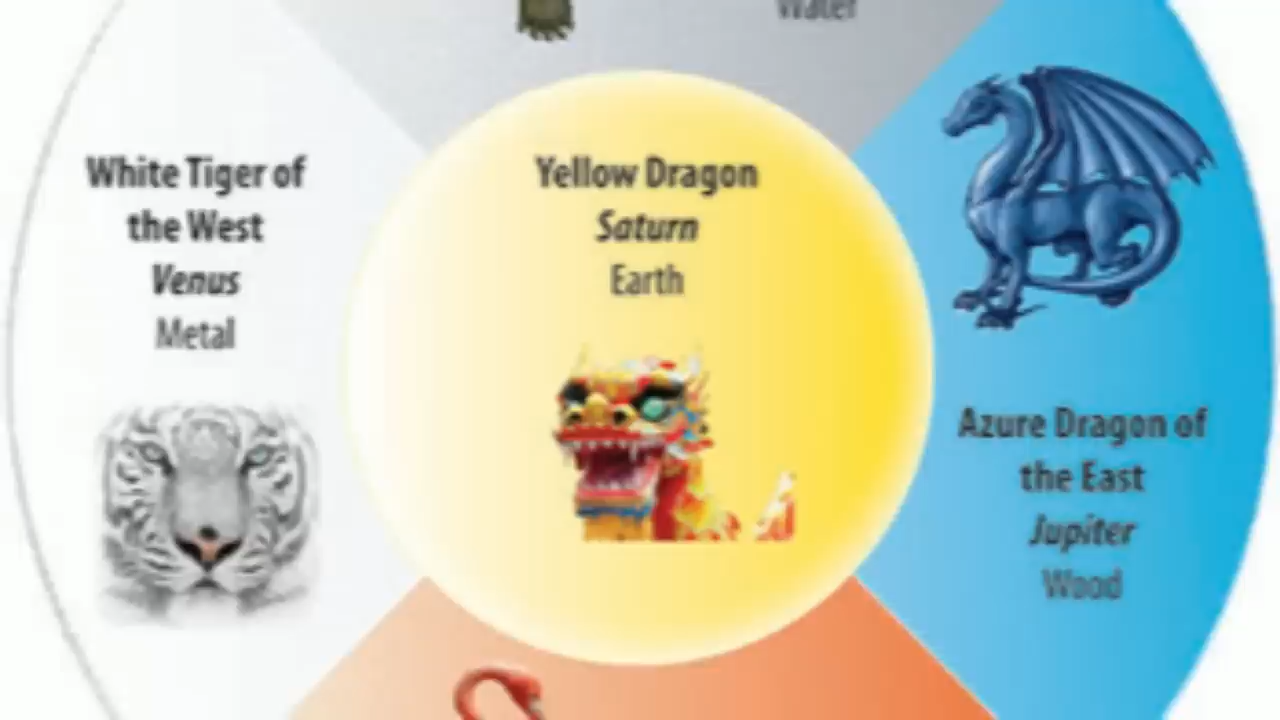 Water
White Tiger of
the West
Venus
Metal
Yellow Dragon
Saturn
Earth
Azure Dragon of
the East
Jupiter
Wood